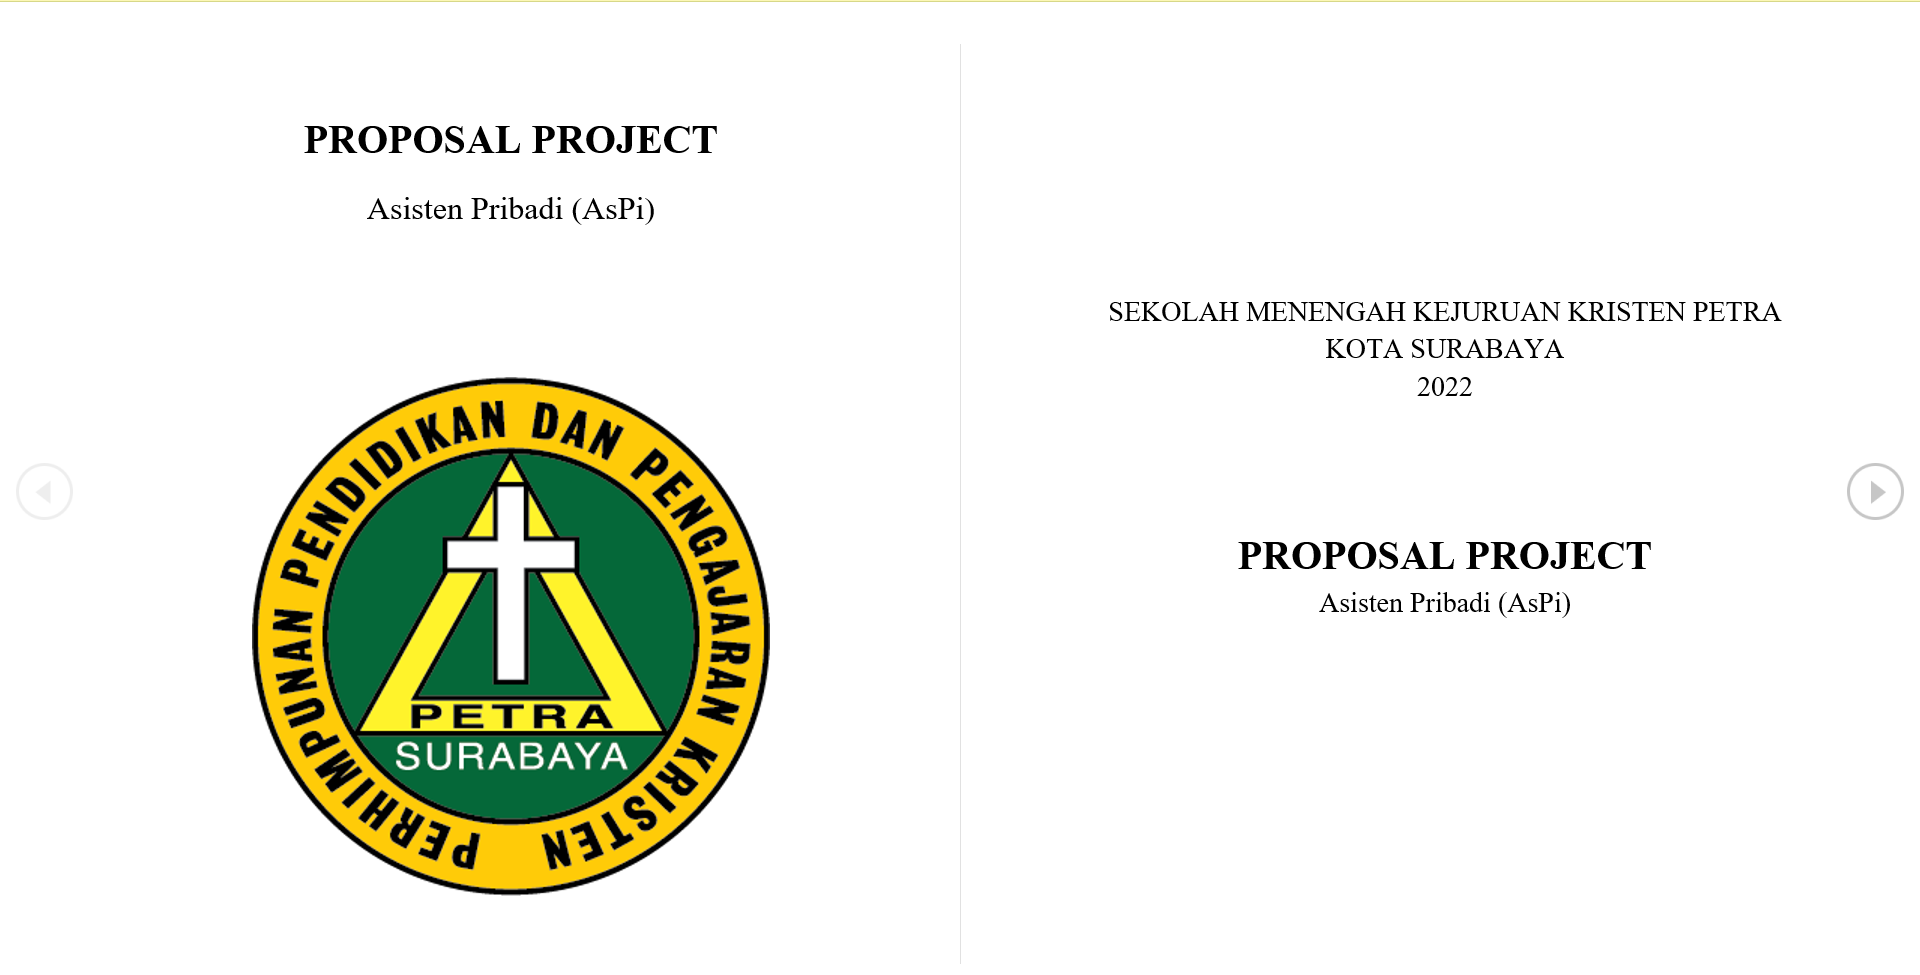 PROPOSAL PROJECT
Asisten Pribadi (AsPi)
PERHIMPUNAN PENDIDIKAN DAN PENGAJARAN KRISTEN
PETRA
SURABAYA
SEKOLAH MENENGAH KEJURUAN KRISTEN PETRA
KOTA SURABAYA
2022
PROPOSAL PROJECT
Asisten Pribadi (AsPi)